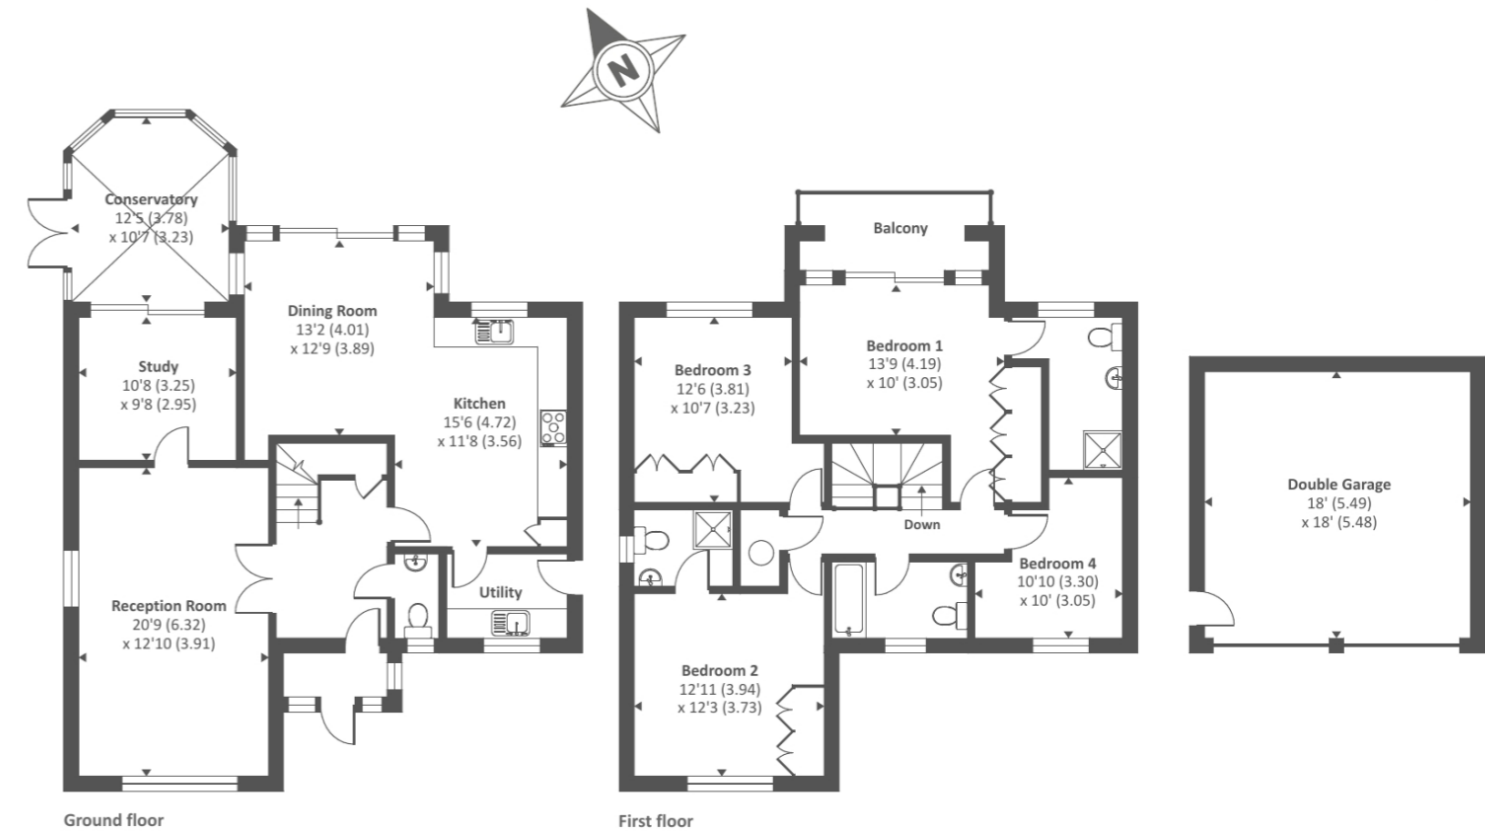 N
Conservatory
12'5 (3.78)
x 10'7 (3.23)
Dining Room
13'2 (4.01)
x 12'9 (3.89)
Study
10'8 (3.25)
x 9'8 (2.95)
Kitchen
15'6 (4.72)
x 11'8 (3.56)
Utility
Reception Room
20'9 (6.32)
x 12'10 (3.91)
Ground floor
Balcony
Bedroom 1
13'9 (4.19)
x 10' (3.05)
Bedroom 3
12'6 (3.81)
x 10'7 (3.23)
Down
Bedroom 4
10'10 (3.30)
x 10' (3.05)
Bedroom 2
12'11 (3.94)
x 12'3 (3.73)
First floor
Double Garage
18' (5.49)
x 18' (5.48)